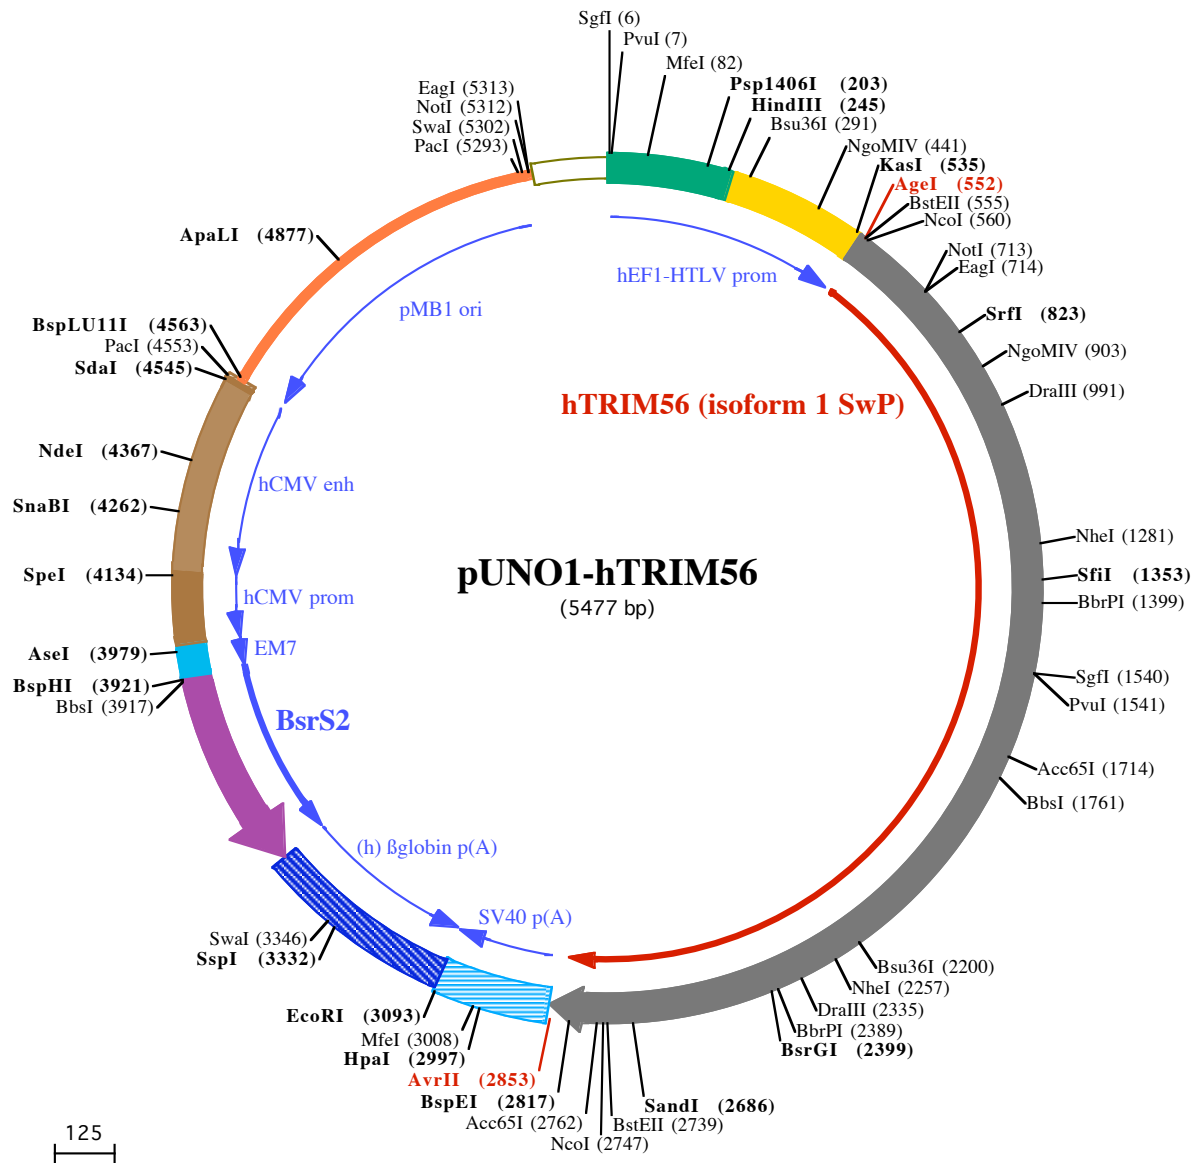 SgfI (6)
PvuI (7)
MfeI (82)
Psp1406I (203)
HindIII (245)
Bsu36I (291)
NgoMIV (441)
KasI (535)
AgeI (552)
BstEII (555)
NcoI (560)
NotI (713)
EagI (714)
SrfI (823)
NgoMIV (903)
DraIII (991)
NheI (1281)
SfiI (1353)
BbrPI (1399)
SgfI (1540)
PvuI (1541)
Acc65I (1714)
BbsI (1761)
Bsu36I (2200)
NheI (2257)
DraIII (2335)
BbrPI (2389)
BsrGI (2399)
SandI (2686)
BstEII (2739)
NcoI (2747)
Acc65I (2762)
BspEI (2817)
AvrII (2853)
HpaI (2997)
MfeI (3008)
EcoRI (3093)
SspI (3332)
SwaI (3346)
BbsI (3917)
BspHI (3921)
AseI (3979)
SpeI (4134)
SnaBI (4262)
NdeI (4367)
SdaI (4545)
PacI (4553)
BspLU11I (4563)
ApaLI (4877)
PacI (5293)
SwaI (5302)
NotI (5312)
EagI (5313)
hEF1-HTLV prom
pMB1 ori
hTRIM56 (isoform 1 SwP)
hCMV enh
pUNO1-hTRIM56
(5477 bp)
hCMV prom
EM7
BsrS2
(h) ßglobin p(A)
SV40 p(A)
125